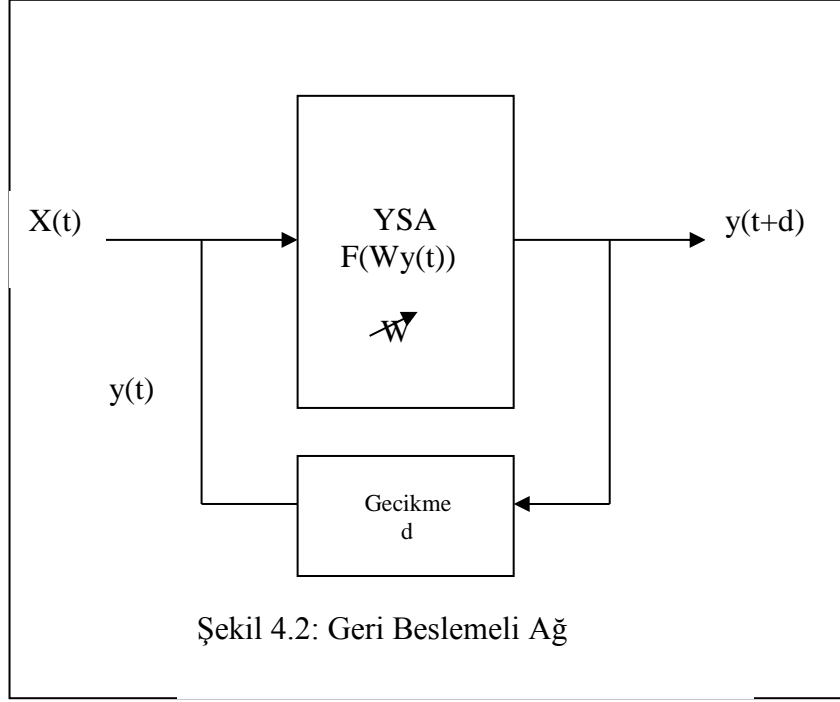 X(t)
YSA
F(Wy(t))
W
y(t+d)
y(t)
Gecikme
d
Şekil 4.2: Geri Beslemeli Ağ